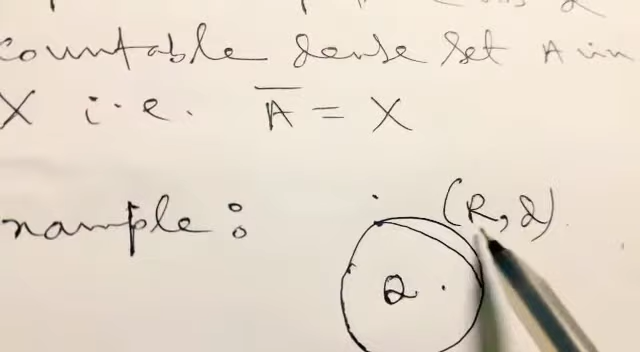 countable dense set A in
X i.e. A̅ = X
xample:
(R, d)
Q